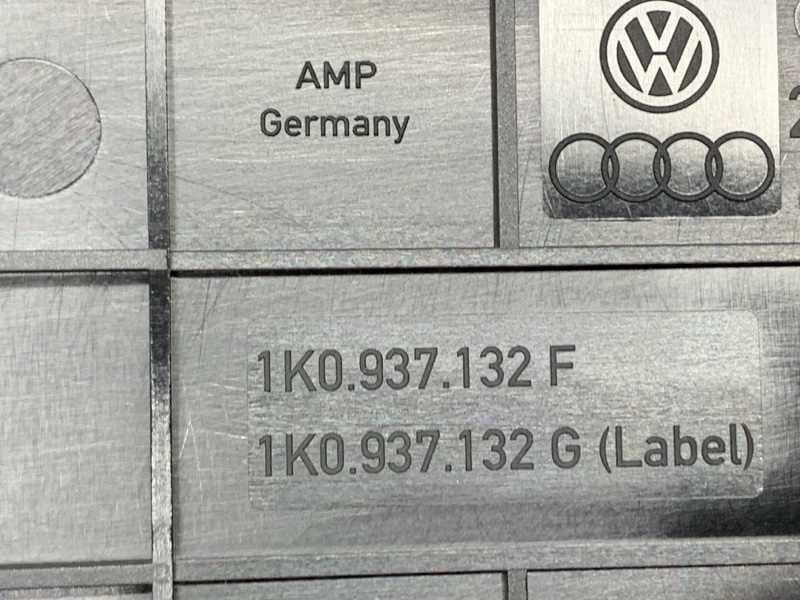 AMP
Germany
1K0.937.132 F
1K0.937.132 G (Label)